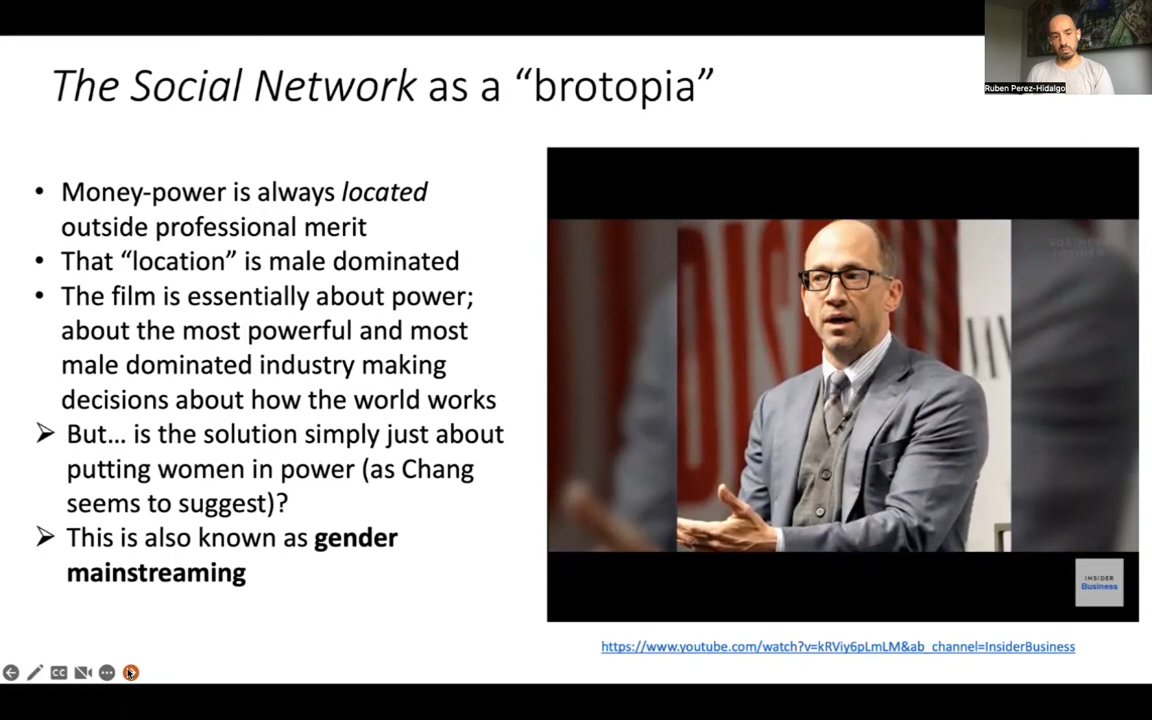 The Social Network as a “brotopia”
Ruben Perez-Hidalgo
• Money-power is always located
outside professional merit
• That “location” is male dominated
• The film is essentially about power;
about the most powerful and most
male dominated industry making
decisions about how the world works
➢ But... is the solution simply just about
putting women in power (as Chang
seems to suggest)?
➢ This is also known as gender
mainstreaming
BUSINESS
INSIDER
DIS
INSIDER
Business
https://www.youtube.com/watch?v=kRViy6pLmLM&ab_channel=InsiderBusiness
CC